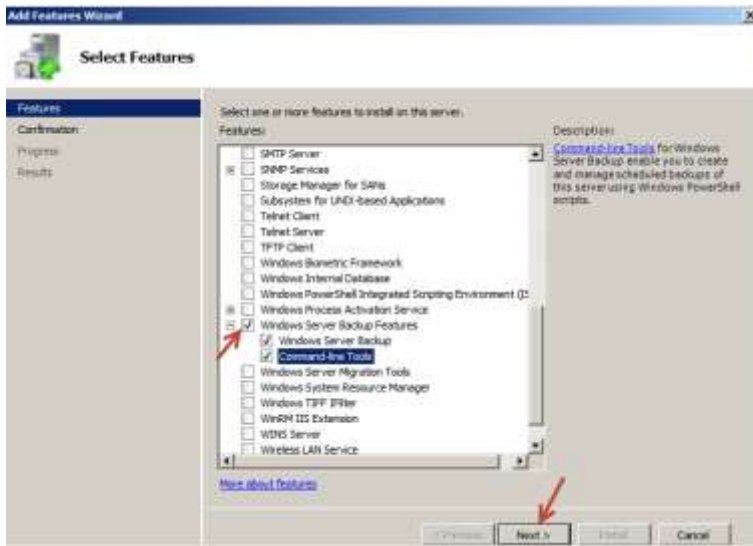 Add Features Wizard
Select Features
Features
Confirmation
Progress
Results
Select one or more features to install on this server.
Features:
SMTP Server
SNMP Services
Storage Manager for SANs
Subsystem for UNIX-based Applications
Telnet Client
Telnet Server
TFTP Client
Windows Biometric Framework
Windows Internal Database
Windows PowerShell Integrated Scripting Environment (IS
Windows Process Activation Service
Windows Server Backup Features
Windows Server Backup
Command-line Tools
Windows Server Migration Tools
Windows System Resource Manager
Windows TIFF IFilter
WinRM IIS Extension
WINS Server
Wireless LAN Service
More about features
Description:
Command-line Tools for Windows
Server Backup enable you to create
and manage scheduled backups of
this server using Windows PowerShell
scripts.
< Previous
Next >
Install
Cancel